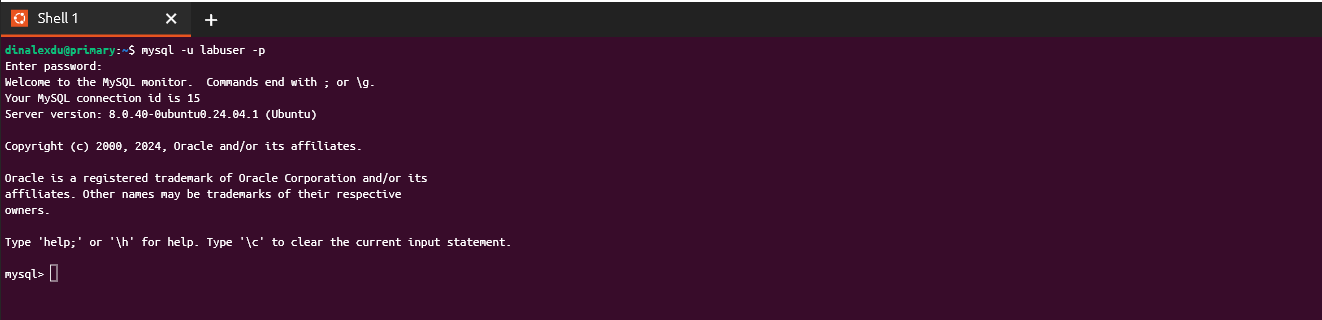 Shell 1
dinalexdu@primary:~$ mysql -u labuser -p
Enter password:
Welcome to the MySQL monitor.  Commands end with ; or \g.
Your MySQL connection id is 15
Server version: 8.0.40-0ubuntu0.24.04.1 (Ubuntu)

Copyright (c) 2000, 2024, Oracle and/or its affiliates.

Oracle is a registered trademark of Oracle Corporation and/or its
affiliates. Other names may be trademarks of their respective
owners.

Type 'help;' or '\h' for help. Type '\c' to clear the current input statement.

mysql>